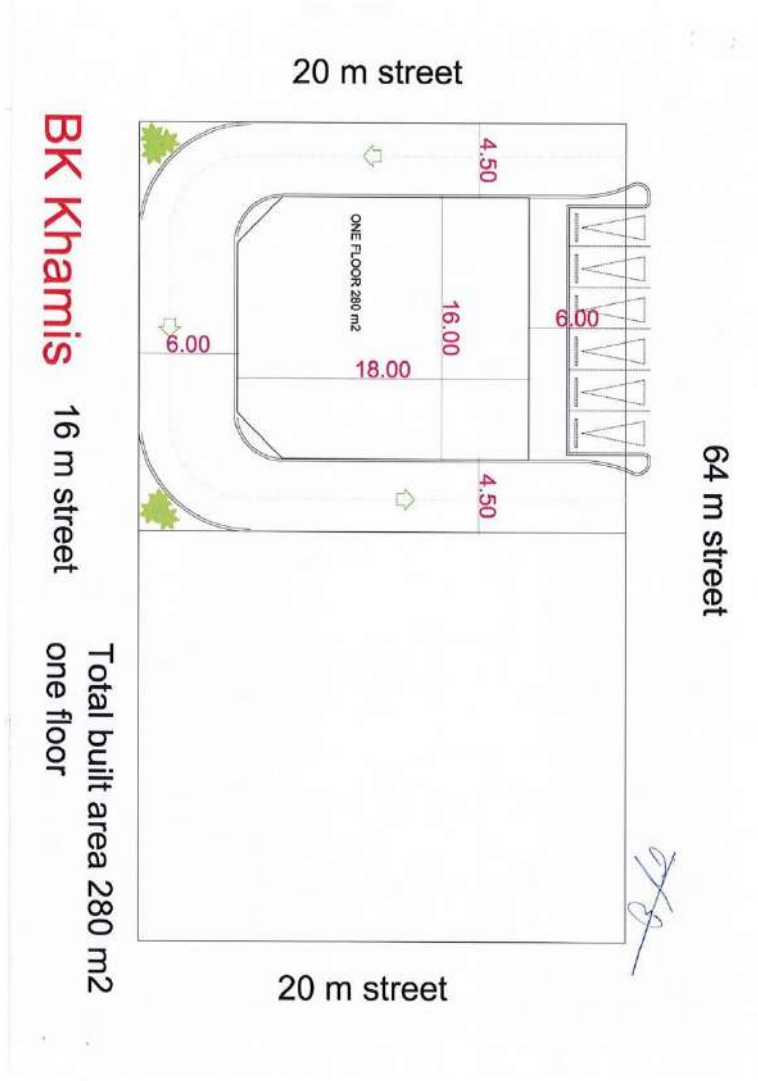 20 m street
BK Khamis
4.50
ONE FLOOR 280 m2
16.00
6.00
6.00
18.00
64 m street
16 m street
4.50
Total built area 280 m2
one floor
20 m street